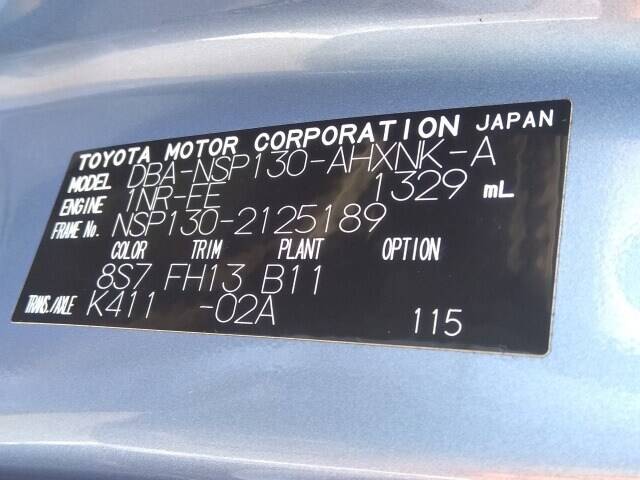 TOYOTA MOTOR CORPORATION JAPAN
MODEL DBA-NSP130-AHXNK-A
ENGINE 1NR-FE 1329 mL
FRAME No. NSP130-2125189
COLOR TRIM PLANT OPTION
8S7 FH13 B11
TRANS./AXLE K411 -02A 115